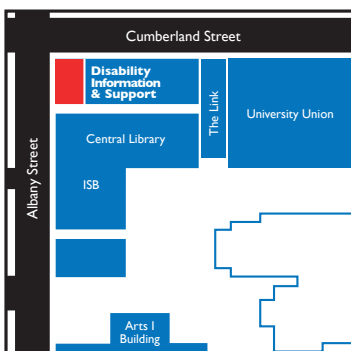 Cumberland Street
Disability
Information
& Support
The Link
University Union
Central Library
Albany Street
ISB
Arts I
Building